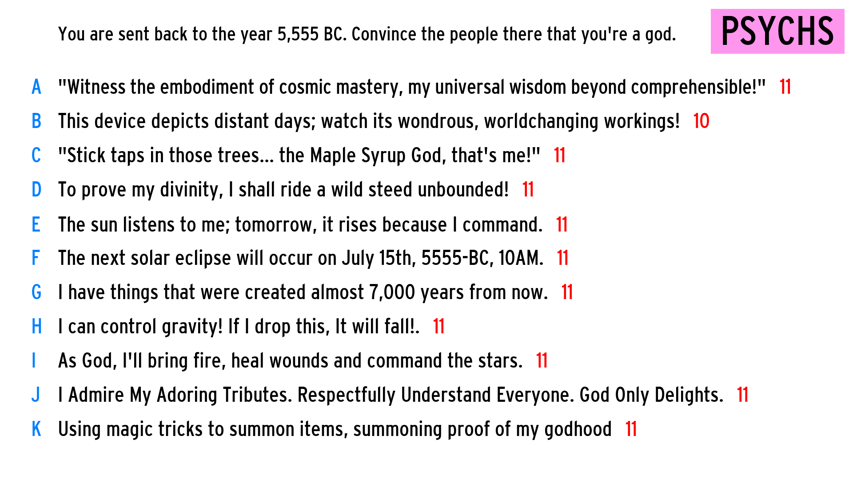 You are sent back to the year 5,555 BC. Convince the people there that you're a god.
PSYCHS
A "Witness the embodiment of cosmic mastery, my universal wisdom beyond comprehensible!" 11
B This device depicts distant days; watch its wondrous, worldchanging workings! 10
C "Stick taps in those trees... the Maple Syrup God, that's me!" 11
D To prove my divinity, I shall ride a wild steed unbounded! 11
E The sun listens to me; tomorrow, it rises because I command. 11
F The next solar eclipse will occur on July 15th, 5555-BC, 10AM. 11
G I have things that were created almost 7,000 years from now. 11
H I can control gravity! If I drop this, It will fall!. 11
I As God, I'll bring fire, heal wounds and command the stars. 11
J I Admire My Adoring Tributes. Respectfully Understand Everyone. God Only Delights. 11
K Using magic tricks to summon items, summoning proof of my godhood 11